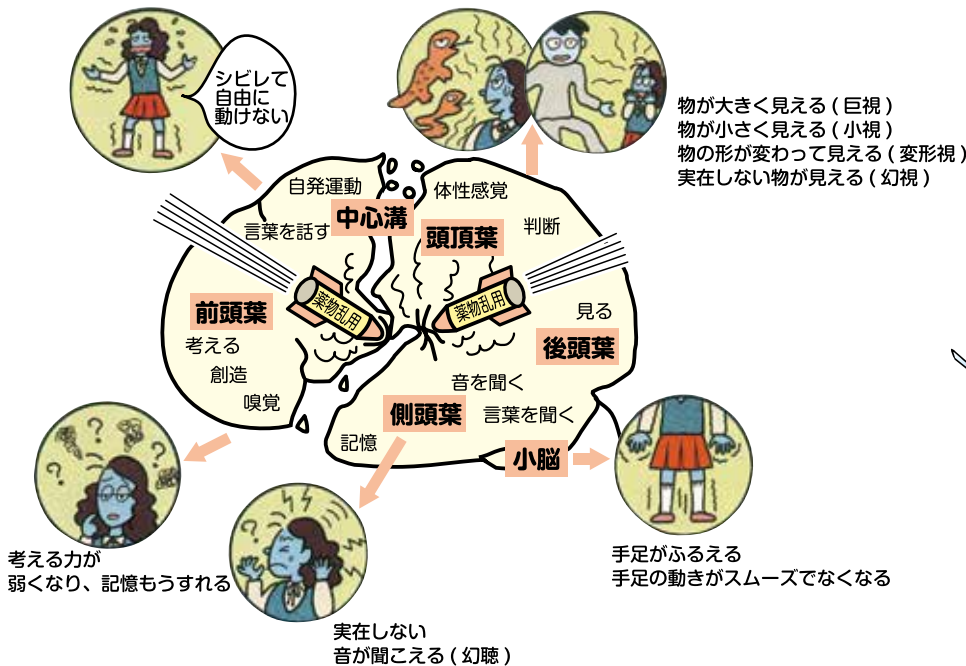 シビレて
自由に
動けない
物が大きく見える ( 巨視 )
物が小さく見える ( 小視 )
物の形が変わって見える ( 変形視 )
実在しない物が見える ( 幻視 )
自発運動
言葉を話す
中心溝
体性感覚
頭頂葉
判断
薬物乱用
薬物乱用
前頭葉
考える
創造
嗅覚
見る
後頭葉
音を聞く
言葉を聞く
側頭葉
記憶
小脳
?
?
?
?
?
考える力が
弱くなり、記憶もうすれる
実在しない
音が聞こえる ( 幻聴 )
手足がふるえる
手足の動きがスムーズでなくなる